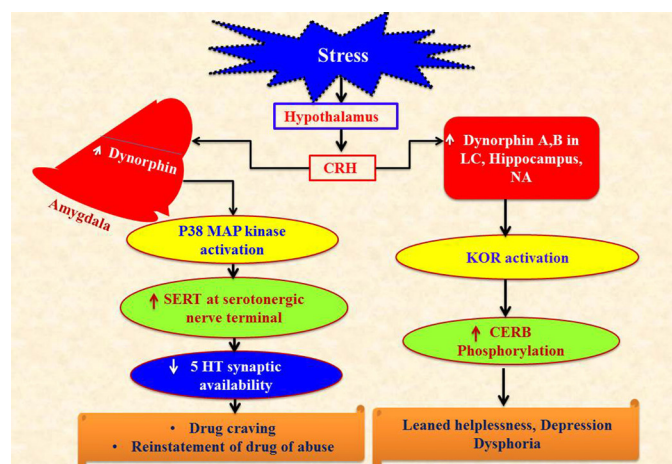 Stress
Hypothalamus
CRH
↑ Dynorphin
Amygdala
P38 MAP kinase
activation
↑ SERT at serotonergic
nerve terminal
↓ 5 HT synaptic
availability
• Drug craving
• Reinstatement of drug of abuse
↑ Dynorphin A,B in
LC, Hippocampus,
NA
KOR activation
↑ CERB
Phosphorylation
Leaned helplessness, Depression
Dysphoria